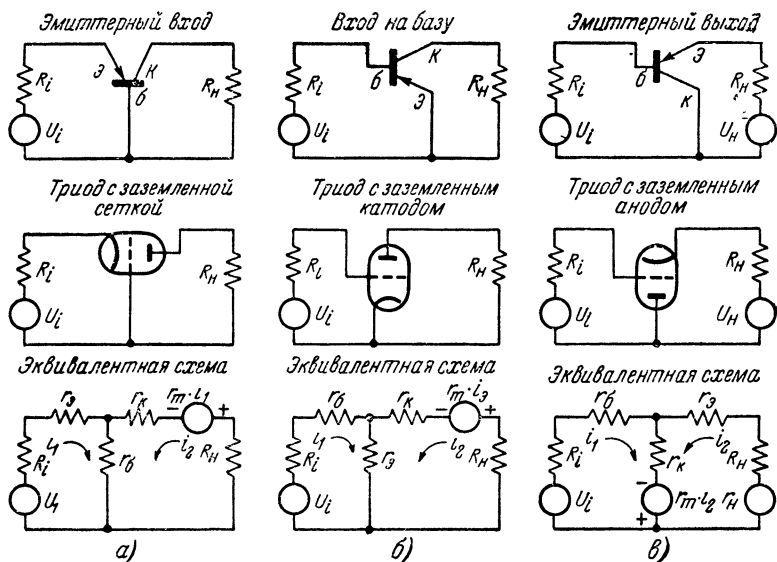 Эмиттерный вход
Вход на базу
Эмиттерный выход
Ri
Ui
Э
К
б
Rн
Ri
Ui
б
К
Э
Rн
Ri
Ui
б
Э
К
Rн
Uн
Триод с заземленной
сеткой
Триод с заземленным
катодом
Триод с заземленным
анодом
Ri
Ui
Rн
Ri
Ui
Rн
Ri
Ui
Rн
Uн
Эквивалентная схема
Эквивалентная схема
Эквивалентная схема
rэ
rк
− rm·i1 +
i1
i2
Ri
rб
Rн
U1
rб
rк
− rm·iэ +
i1
i2
Ri
rэ
Rн
Ui
rб
rэ
i1
i2
Ri
rк
Rн
Ui
−
+
rm·i2
rн
а)
б)
в)